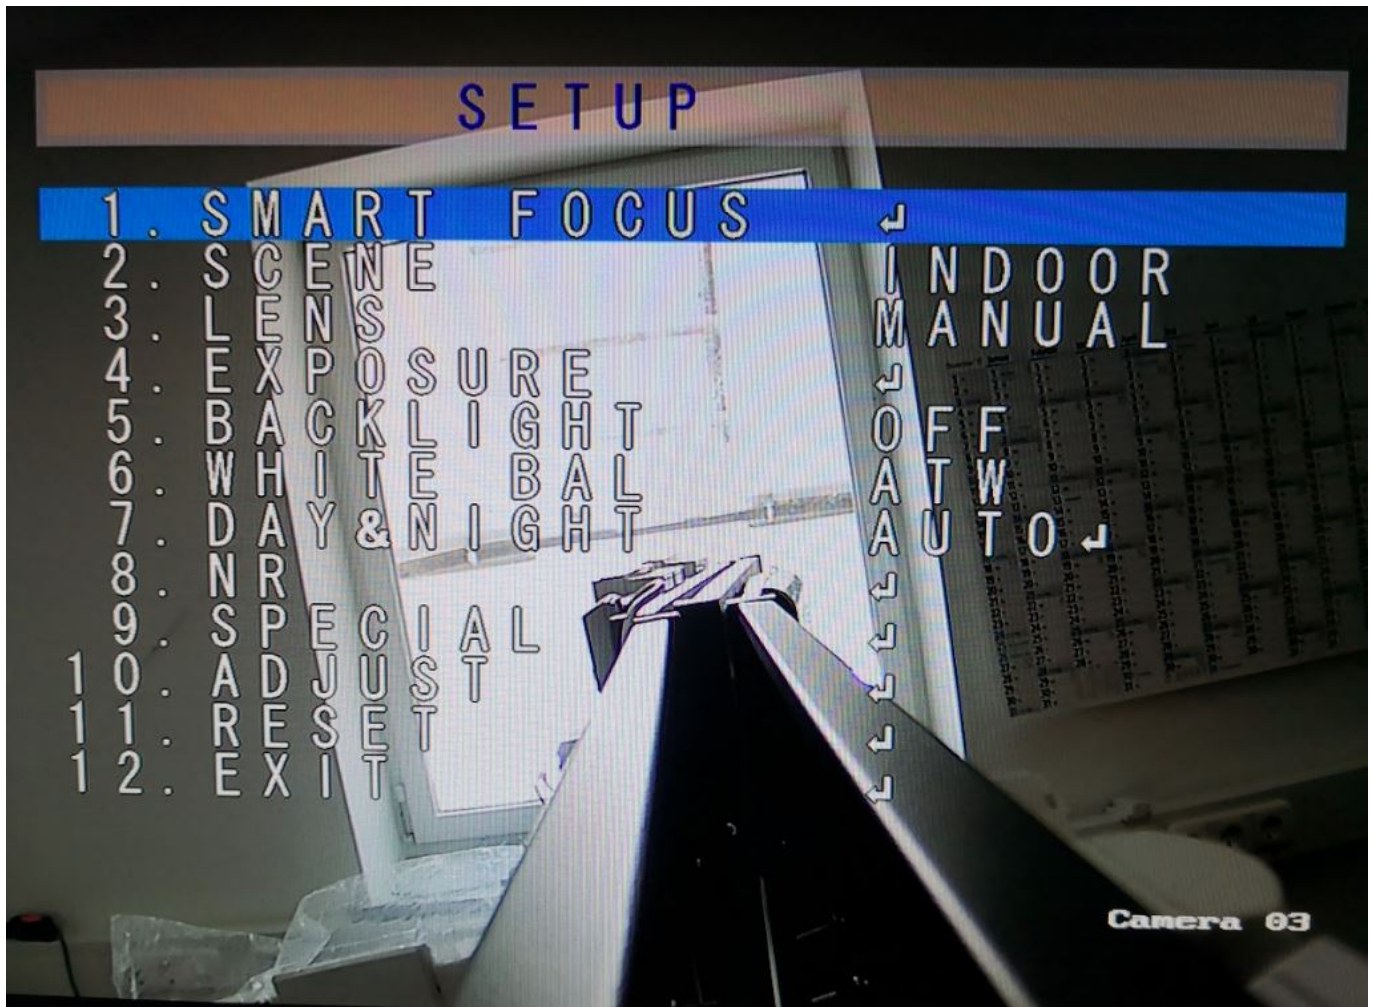 SETUP
1. SMART FOCUS ↵
2. SCENE INDOOR
3. LENS MANUAL
4. EXPOSURE ↵
5. BACKLIGHT OFF
6. WHITE BAL ATW
7. DAY&NIGHT AUTO↵
8. NR ↵
9. SPECIAL ↵
10. ADJUST ↵
11. RESET ↵
12. EXIT ↵
Camera 03